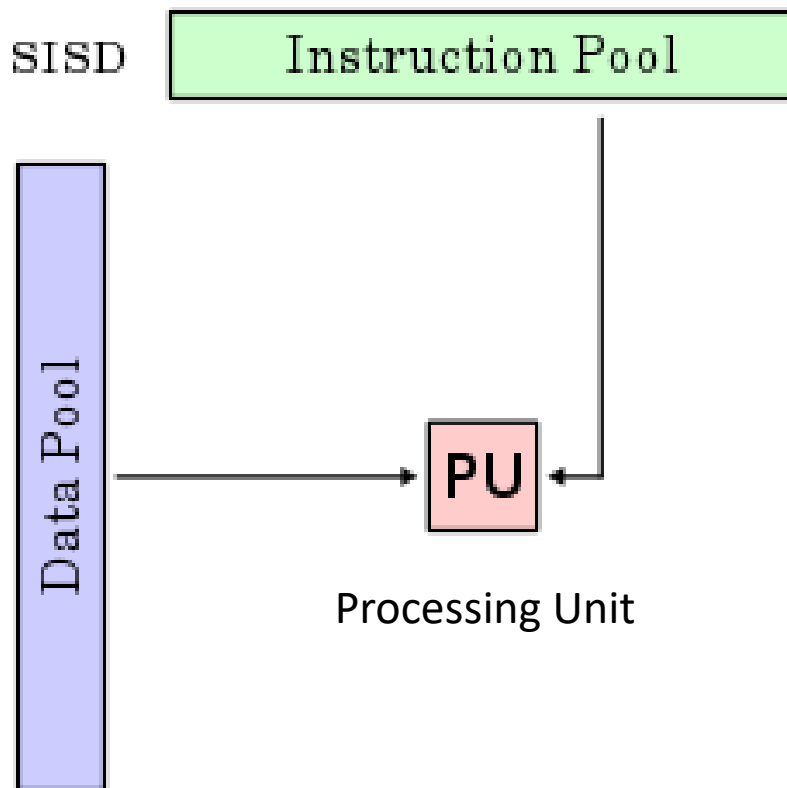 SISD
Instruction Pool
Data Pool
PU
Processing Unit